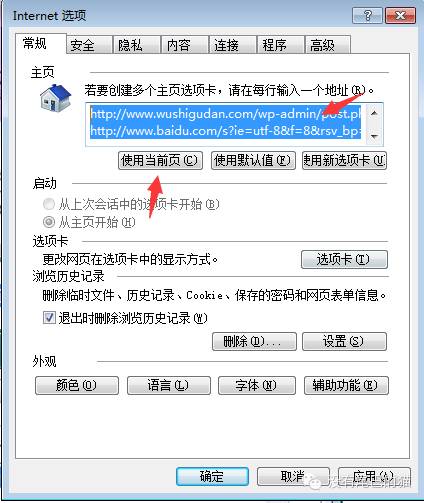 Internet 选项
常规 安全 隐私 内容 连接 程序 高级
主页
若要创建多个主页选项卡，请在每行输入一个地址(R)。
http://www.wushigudan.com/wp-admin/post.ph
http://www.baidu.com/s?ie=utf-8&f=8&rsv_bp=
使用当前页(C) 使用默认值(F) 使用新选项卡(U)
启动
从上次会话中的选项卡开始(B)
从主页开始(H)
选项卡
更改网页在选项卡中的显示方式。 选项卡(T)
浏览历史记录
删除临时文件、历史记录、Cookie、保存的密码和网页表单信息。
退出时删除浏览历史记录(W)
删除(D)... 设置(S)
外观
颜色(O) 语言(L) 字体(N) 辅助功能(E)
确定 取消 应用(A)